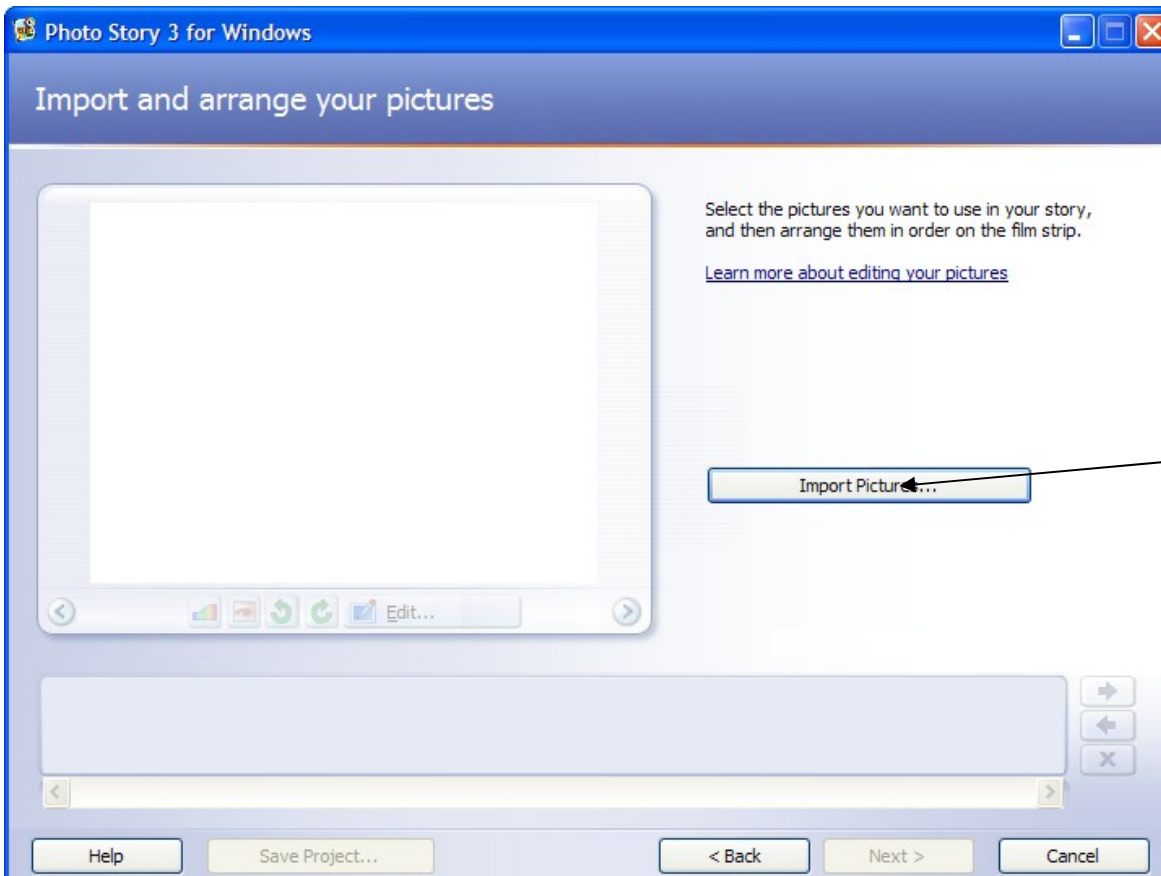 Photo Story 3 for Windows
Import and arrange your pictures
Select the pictures you want to use in your story,
and then arrange them in order on the film strip.
Learn more about editing your pictures
Import Pictures...
Edit...
Help
Save Project...
< Back
Next >
Cancel